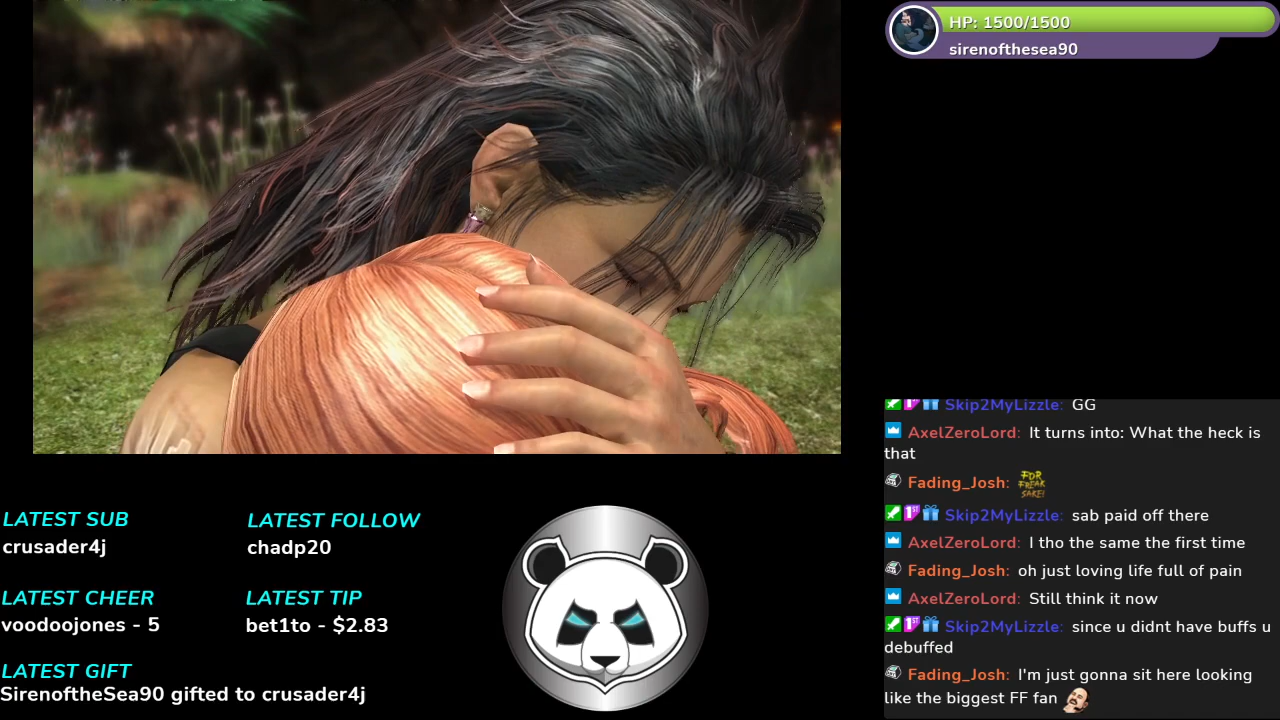 HP: 1500/1500
sirenofthesea90
Skip2MyLizzle: GG
AxelZeroLord: It turns into: What the heck is
that
Fading_Josh: FOR
FREAK
SAKE!
Skip2MyLizzle: sab paid off there
AxelZeroLord: I tho the same the first time
Fading_Josh: oh just loving life full of pain
AxelZeroLord: Still think it now
Skip2MyLizzle: since u didnt have buffs u
debuffed
Fading_Josh: I'm just gonna sit here looking
like the biggest FF fan
LATEST SUB
crusader4j
LATEST FOLLOW
chadp20
LATEST CHEER
voodoojones - 5
LATEST TIP
bet1to - $2.83
LATEST GIFT
SirenoftheSea90 gifted to crusader4j